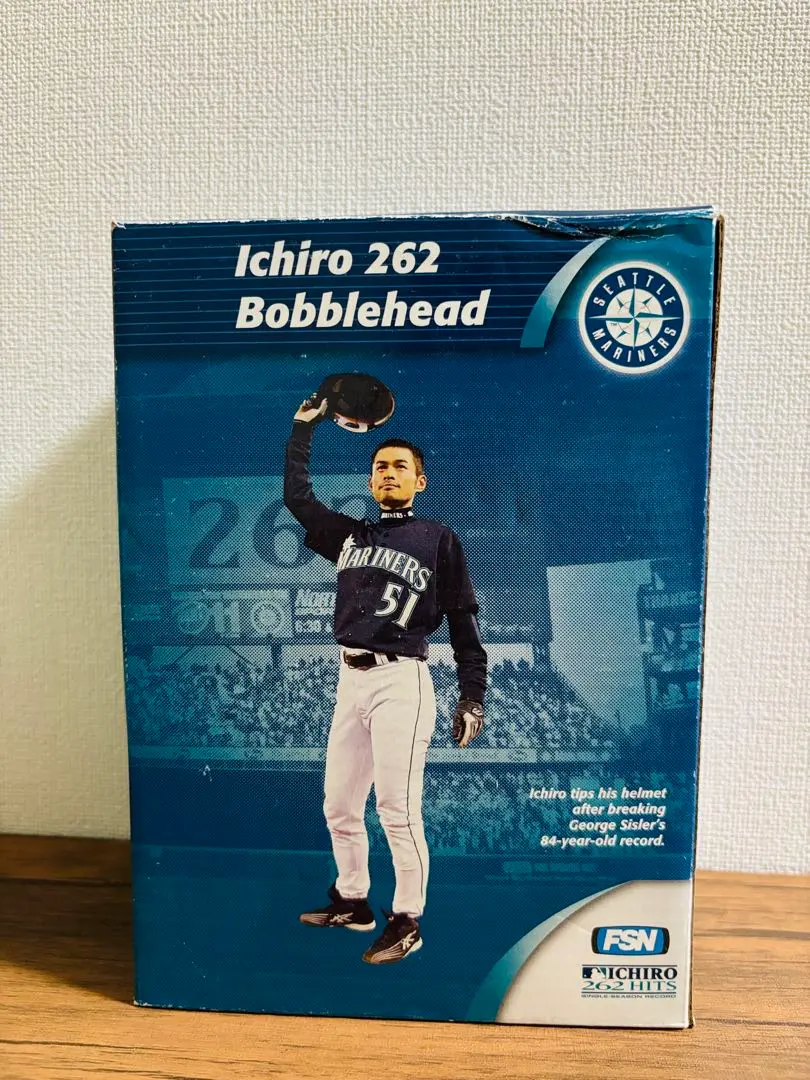 Ichiro 262
Bobblehead
SEATTLE
MARINERS
262
MARINERS
51
Ichiro tips his helmet
after breaking
George Sisler's
84-year-old record.
FSN
ICHIRO
262 HITS
SINGLE SEASON RECORD